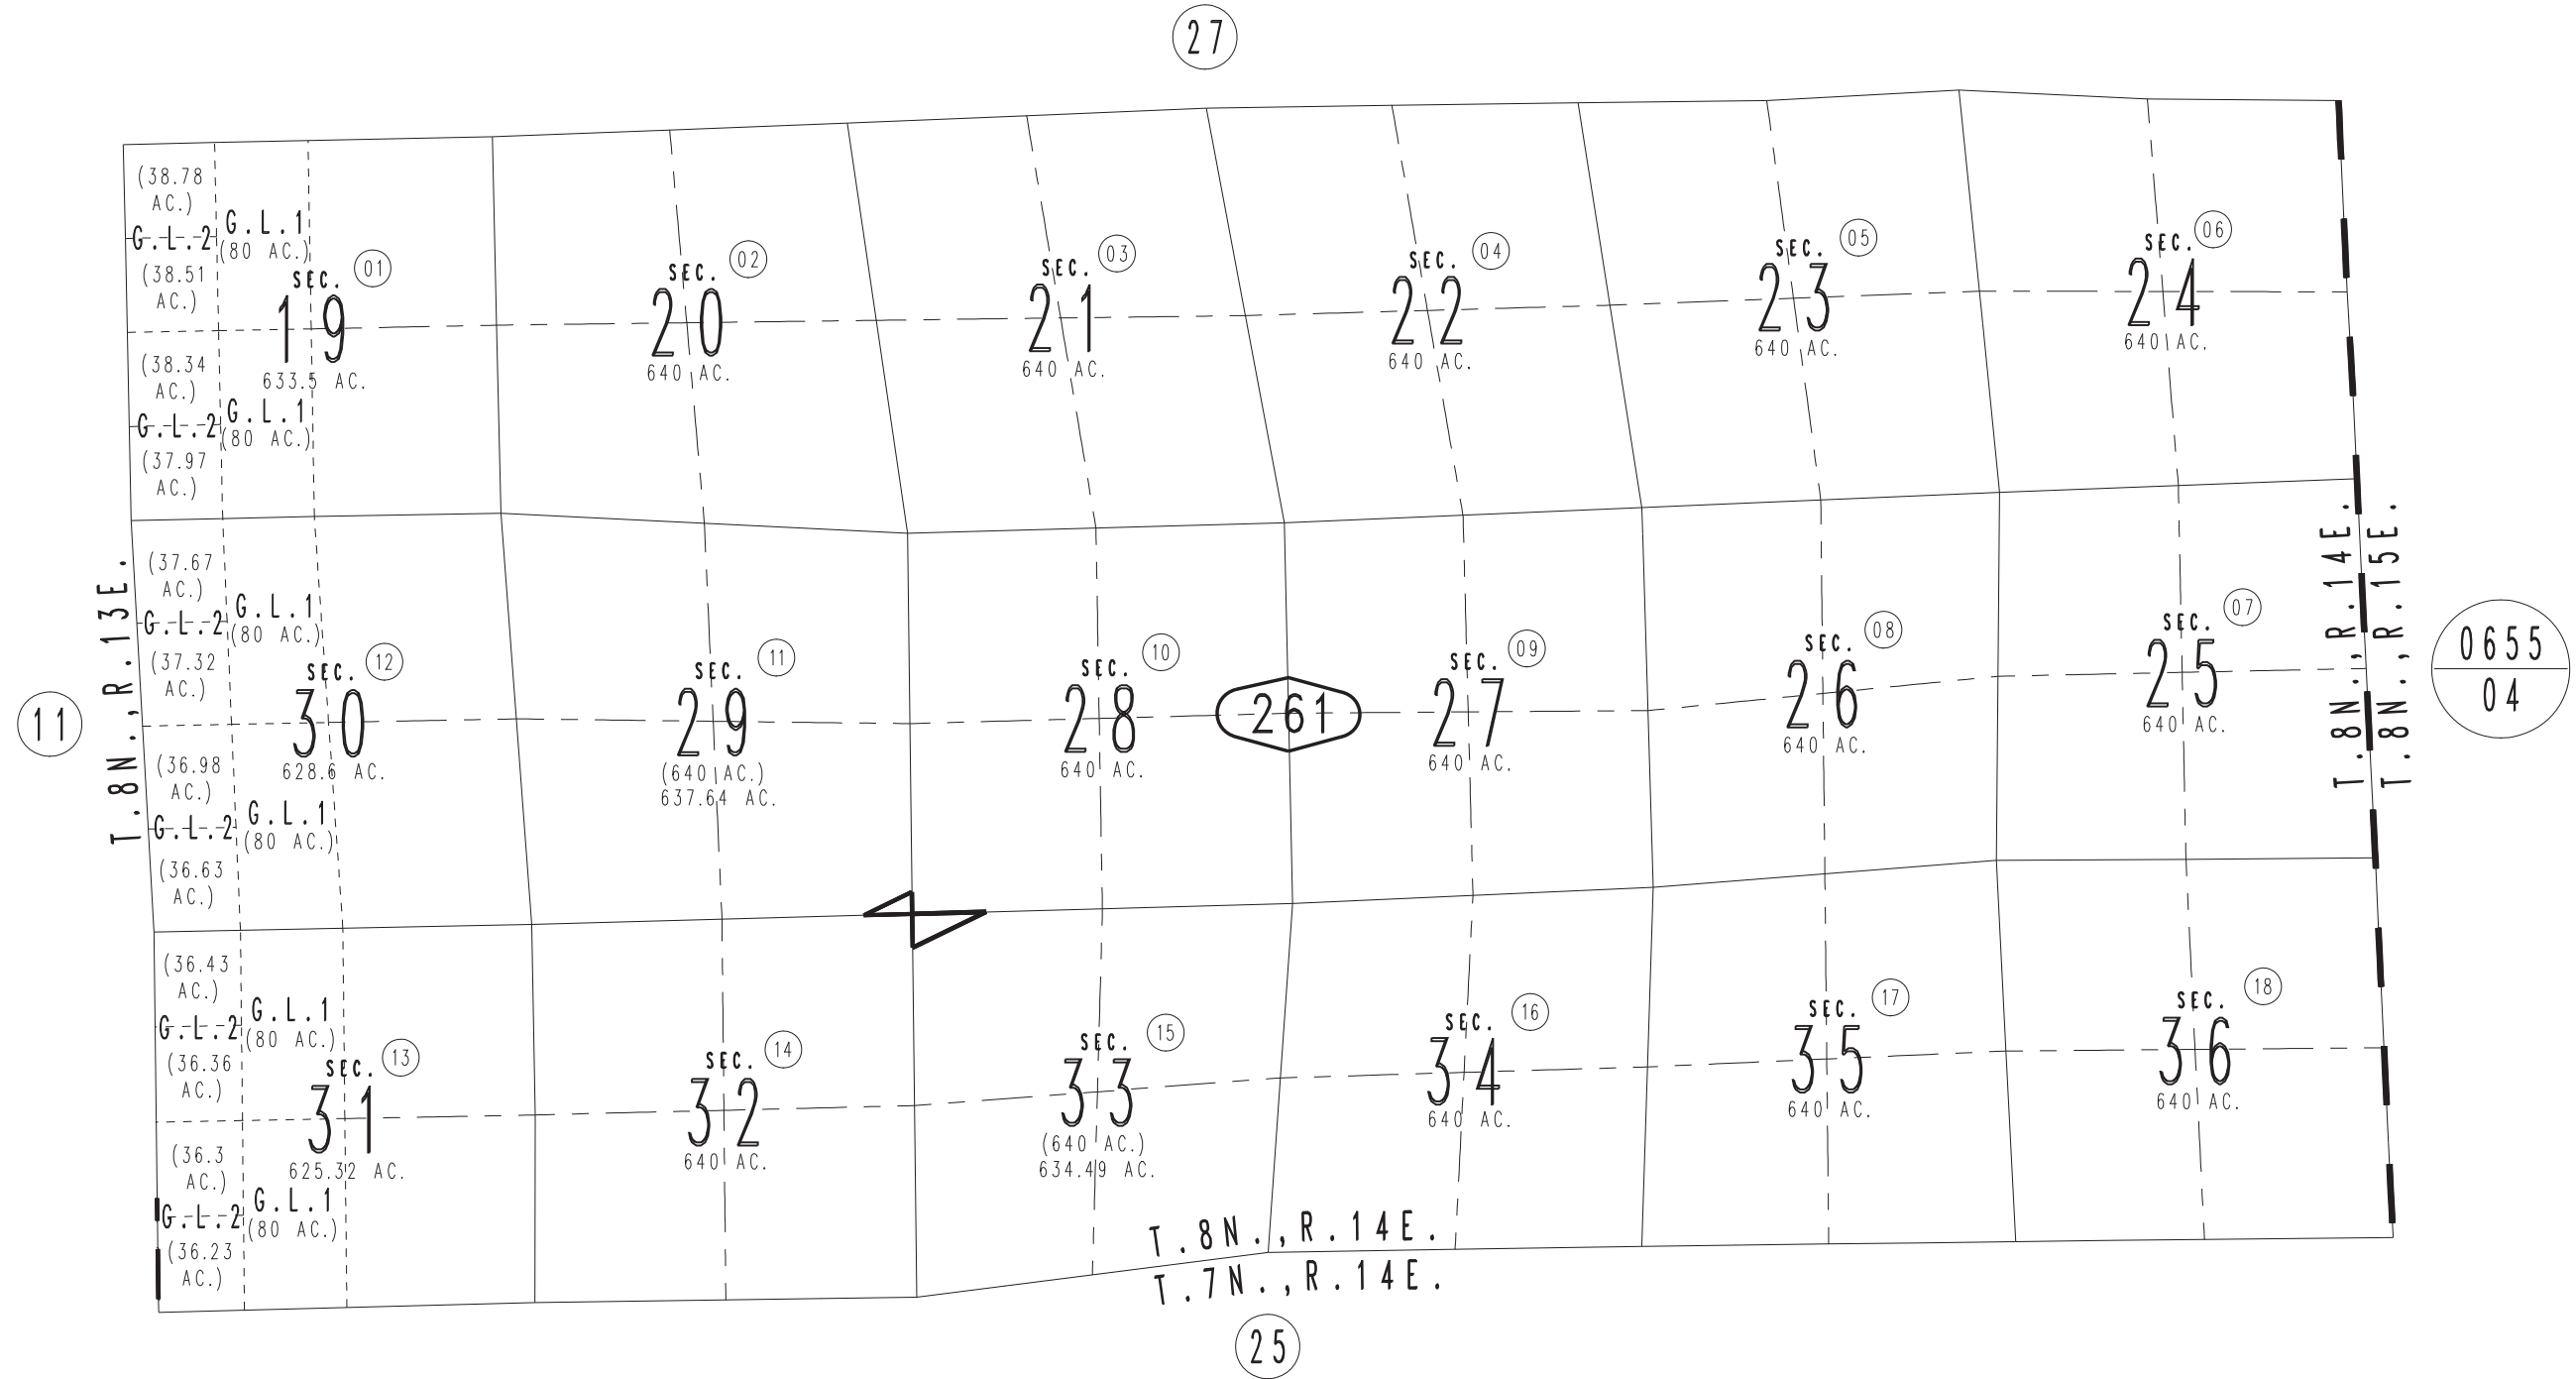 27
(38.78
AC.)
G.L.2
G.L.1
(80 AC.)
(38.51
AC.)
SEC.
01
19
633.5 AC.
(38.34
AC.)
G.L.2
G.L.1
(80 AC.)
(37.97
AC.)
SEC.
02
20
640 AC.
SEC.
03
21
640 AC.
SEC.
04
22
640 AC.
SEC.
05
23
640 AC.
SEC.
06
24
640 AC.
T.8N.,R.13E.
11
(37.67
AC.)
G.L.2
G.L.1
(80 AC.)
(37.32
AC.)
SEC.
12
30
628.6 AC.
(36.98
AC.)
G.L.2
G.L.1
(80 AC.)
(36.63
AC.)
SEC.
11
29
(640 AC.)
637.64 AC.
SEC.
10
28
640 AC.
261
SEC.
09
27
640 AC.
SEC.
08
26
640 AC.
SEC.
07
25
640 AC.
T.8N.,R.14E.
T.8N.,R.15E.
0655
04
(36.43
AC.)
G.L.2
G.L.1
(80 AC.)
(36.36
AC.)
SEC.
13
31
625.32 AC.
(36.3
AC.)
G.L.2
G.L.1
(80 AC.)
(36.23
AC.)
SEC.
14
32
640 AC.
SEC.
15
33
(640 AC.)
634.49 AC.
SEC.
16
34
640 AC.
SEC.
17
35
640 AC.
SEC.
18
36
640 AC.
T.8N.,R.14E.
T.7N.,R.14E.
25